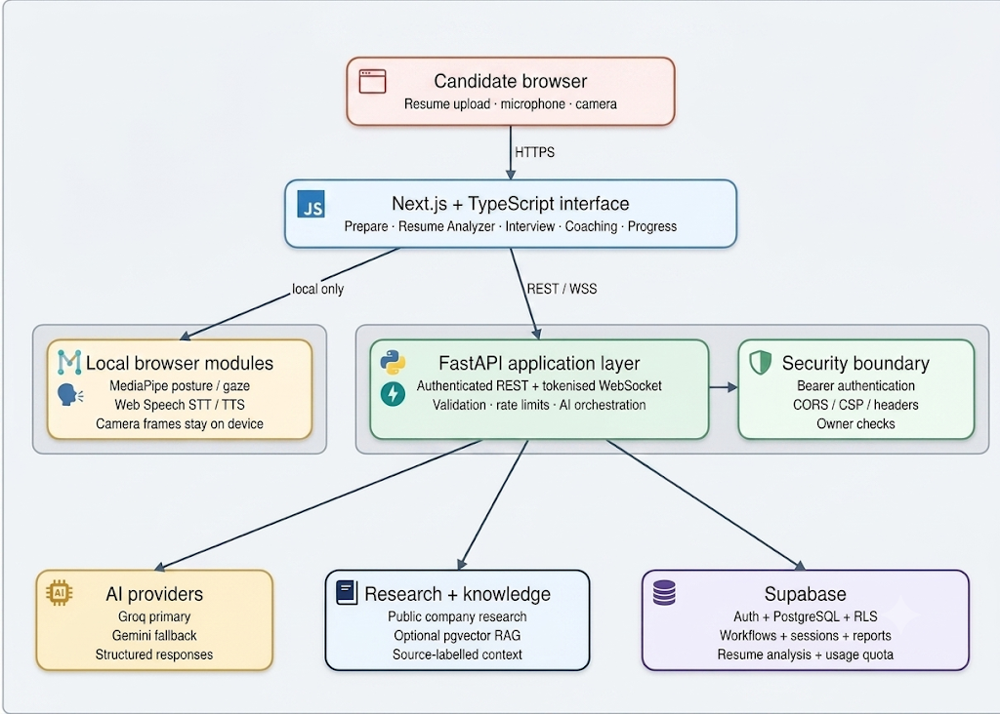 Candidate browser
Resume upload · microphone · camera
HTTPS
JS
Next.js + TypeScript interface
Prepare · Resume Analyzer · Interview · Coaching · Progress
local only
REST / WSS
Local browser modules
MediaPipe posture / gaze
Web Speech STT / TTS
Camera frames stay on device
FastAPI application layer
Authenticated REST + tokenised WebSocket
Validation · rate limits · AI orchestration
Security boundary
Bearer authentication
CORS / CSP / headers
Owner checks
AI
AI providers
Groq primary
Gemini fallback
Structured responses
Research + knowledge
Public company research
Optional pgvector RAG
Source-labelled context
Supabase
Auth + PostgreSQL + RLS
Workflows + sessions + reports
Resume analysis + usage quota